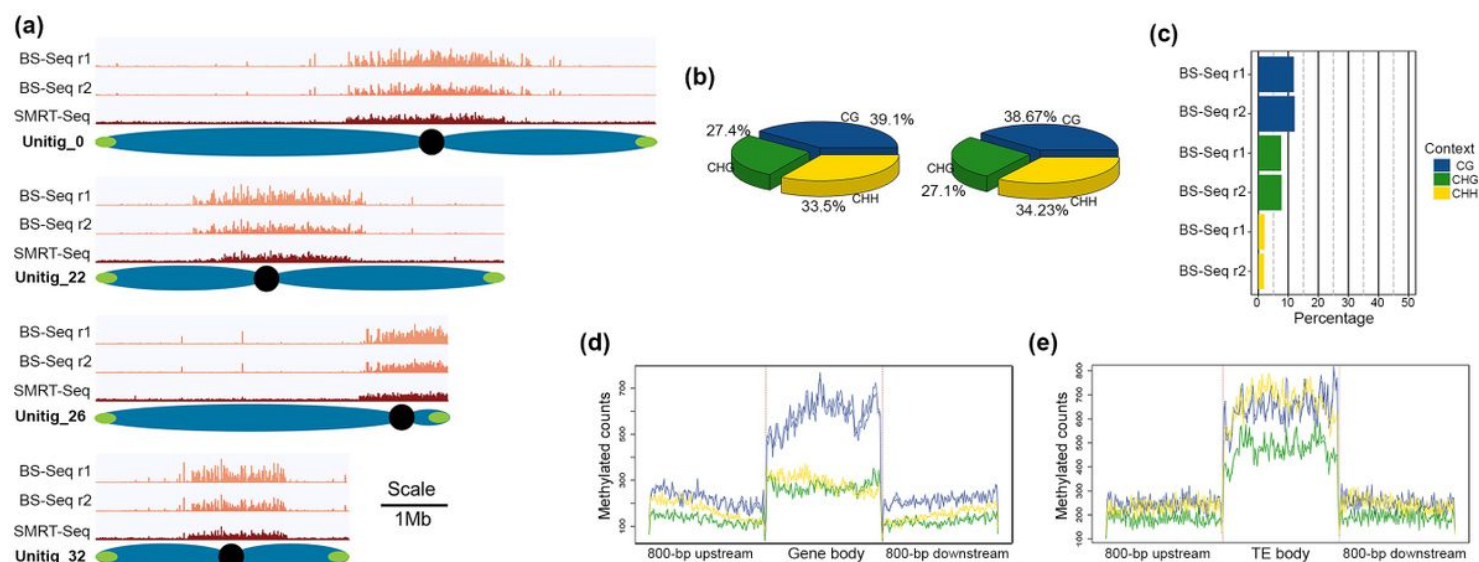 (a)
BS-Seq r1
BS-Seq r2
SMRT-Seq
Unitig_0
BS-Seq r1
BS-Seq r2
SMRT-Seq
Unitig_22
BS-Seq r1
BS-Seq r2
SMRT-Seq
Unitig_26
BS-Seq r1
BS-Seq r2
SMRT-Seq
Unitig_32
Scale
1Mb
(b)
CG 39.1%
27.4%
CHG
CHH
33.5%
38.67% CG
CHG
27.1%
CHH
34.23%
(c)
BS-Seq r1
BS-Seq r2
BS-Seq r1
BS-Seq r2
BS-Seq r1
BS-Seq r2
0 10 20 30 40 50
Percentage
Context
CG
CHG
CHH
(d)
Methylated counts
700
500
300
100
800-bp upstream Gene body 800-bp downstream
(e)
Methylated counts
800
700
600
500
400
300
200
100
800-bp upstream TE body 800-bp downstream